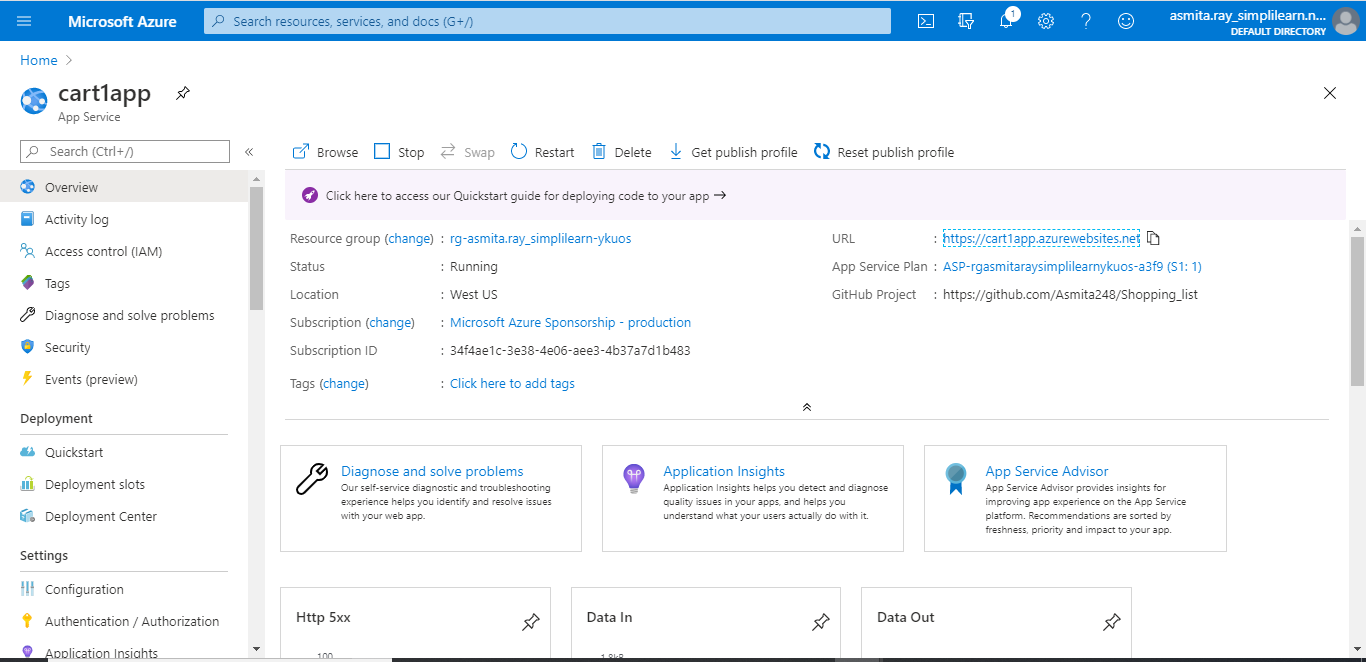 Microsoft Azure
Search resources, services, and docs (G+/)
1
asmita.ray_simplilearn.n...
DEFAULT DIRECTORY
Home
cart1app
App Service
Search (Ctrl+/)
«
Browse
Stop
Swap
Restart
Delete
Get publish profile
Reset publish profile
Overview
Activity log
Access control (IAM)
Tags
Diagnose and solve problems
Security
Events (preview)
Deployment
Quickstart
Deployment slots
Deployment Center
Settings
Configuration
Authentication / Authorization
Application Insights
Click here to access our Quickstart guide for deploying code to your app →
Resource group (change) : rg-asmita.ray_simplilearn-ykuos
Status : Running
Location : West US
Subscription (change) : Microsoft Azure Sponsorship - production
Subscription ID : 34f4ae1c-3e38-4e06-aee3-4b37a7d1b483
Tags (change) : Click here to add tags
URL : https://cart1app.azurewebsites.net
App Service Plan : ASP-rgasmitaraysimplilearnykuos-a3f9 (S1: 1)
GitHub Project : https://github.com/Asmita248/Shopping_list
Diagnose and solve problems
Our self-service diagnostic and troubleshooting
experience helps you identify and resolve issues
with your web app.
Application Insights
Application Insights helps you detect and diagnose
quality issues in your apps, and helps you
understand what your users actually do with it.
App Service Advisor
App Service Advisor provides insights for
improving app experience on the App Service
platform. Recommendations are sorted by
freshness, priority and impact to your app.
Http 5xx
100
Data In
1.8kB
Data Out